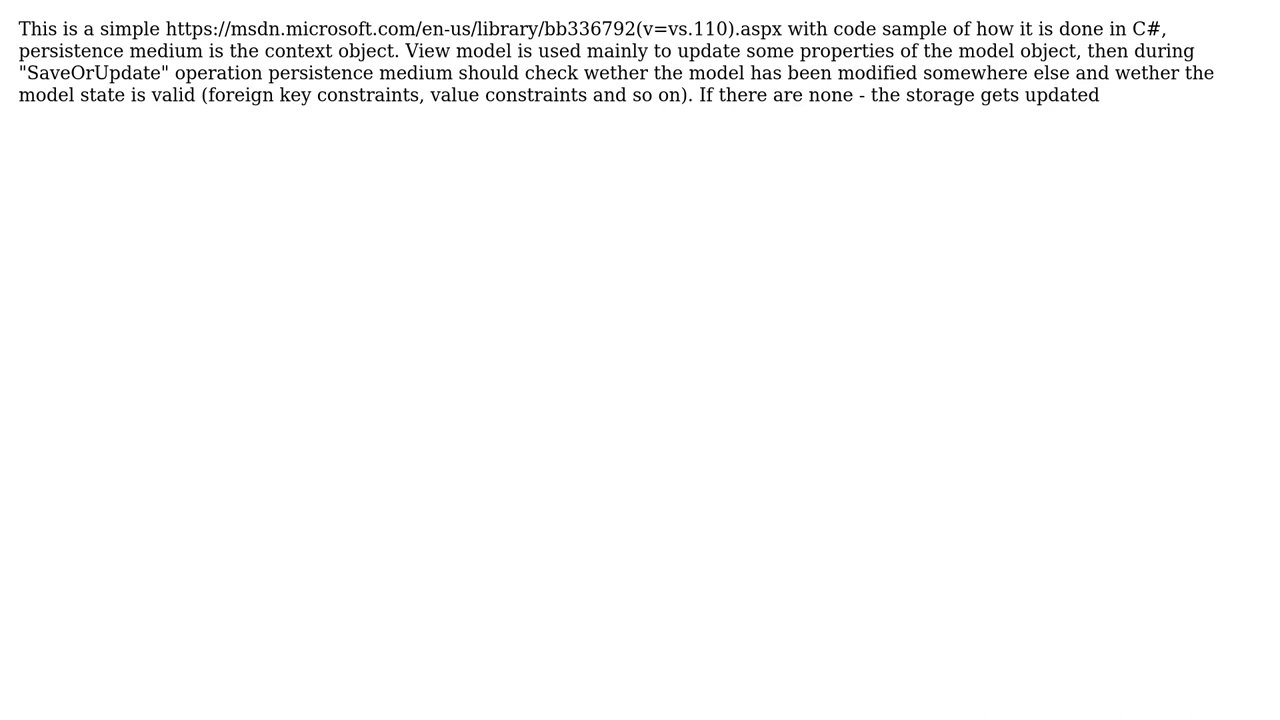 This is a simple https://msdn.microsoft.com/en-us/library/bb336792(v=vs.110).aspx with code sample of how it is done in C#,
persistence medium is the context object. View model is used mainly to update some properties of the model object, then during
"SaveOrUpdate" operation persistence medium should check wether the model has been modified somewhere else and wether the
model state is valid (foreign key constraints, value constraints and so on). If there are none - the storage gets updated